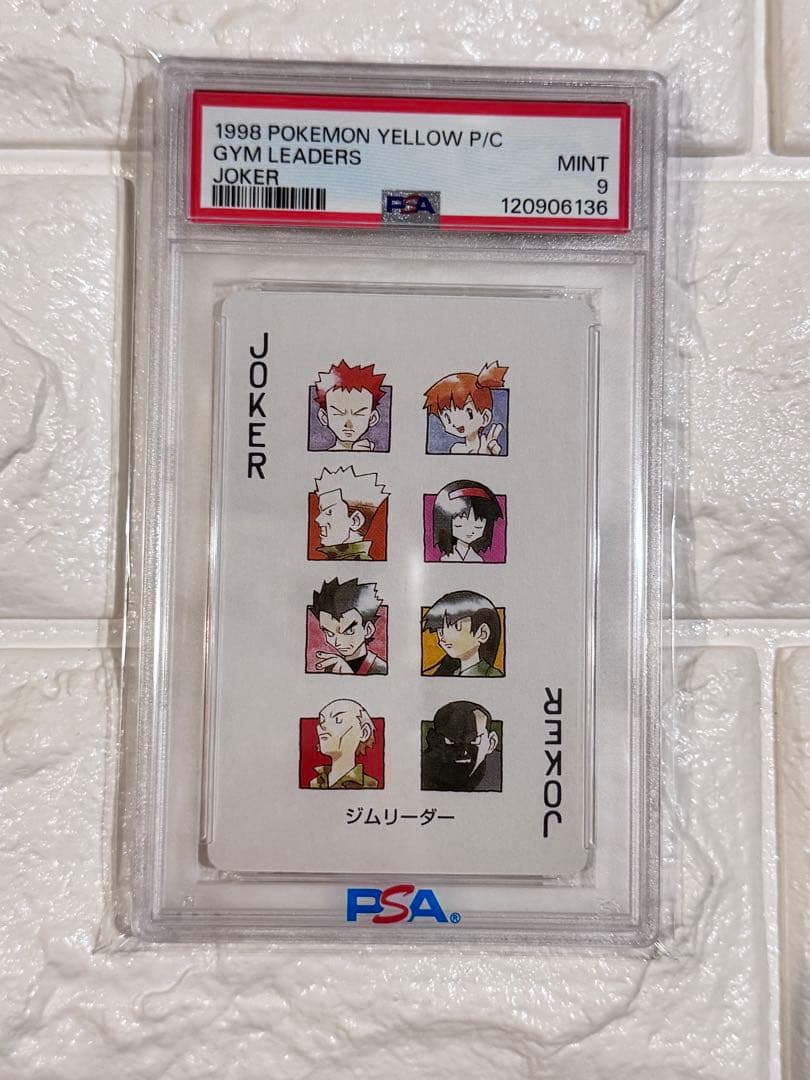 1998 POKEMON YELLOW P/C
GYM LEADERS
JOKER
MINT
9
120906136
PSA
JOKER
ジムリーダー
JOKER
PSA®